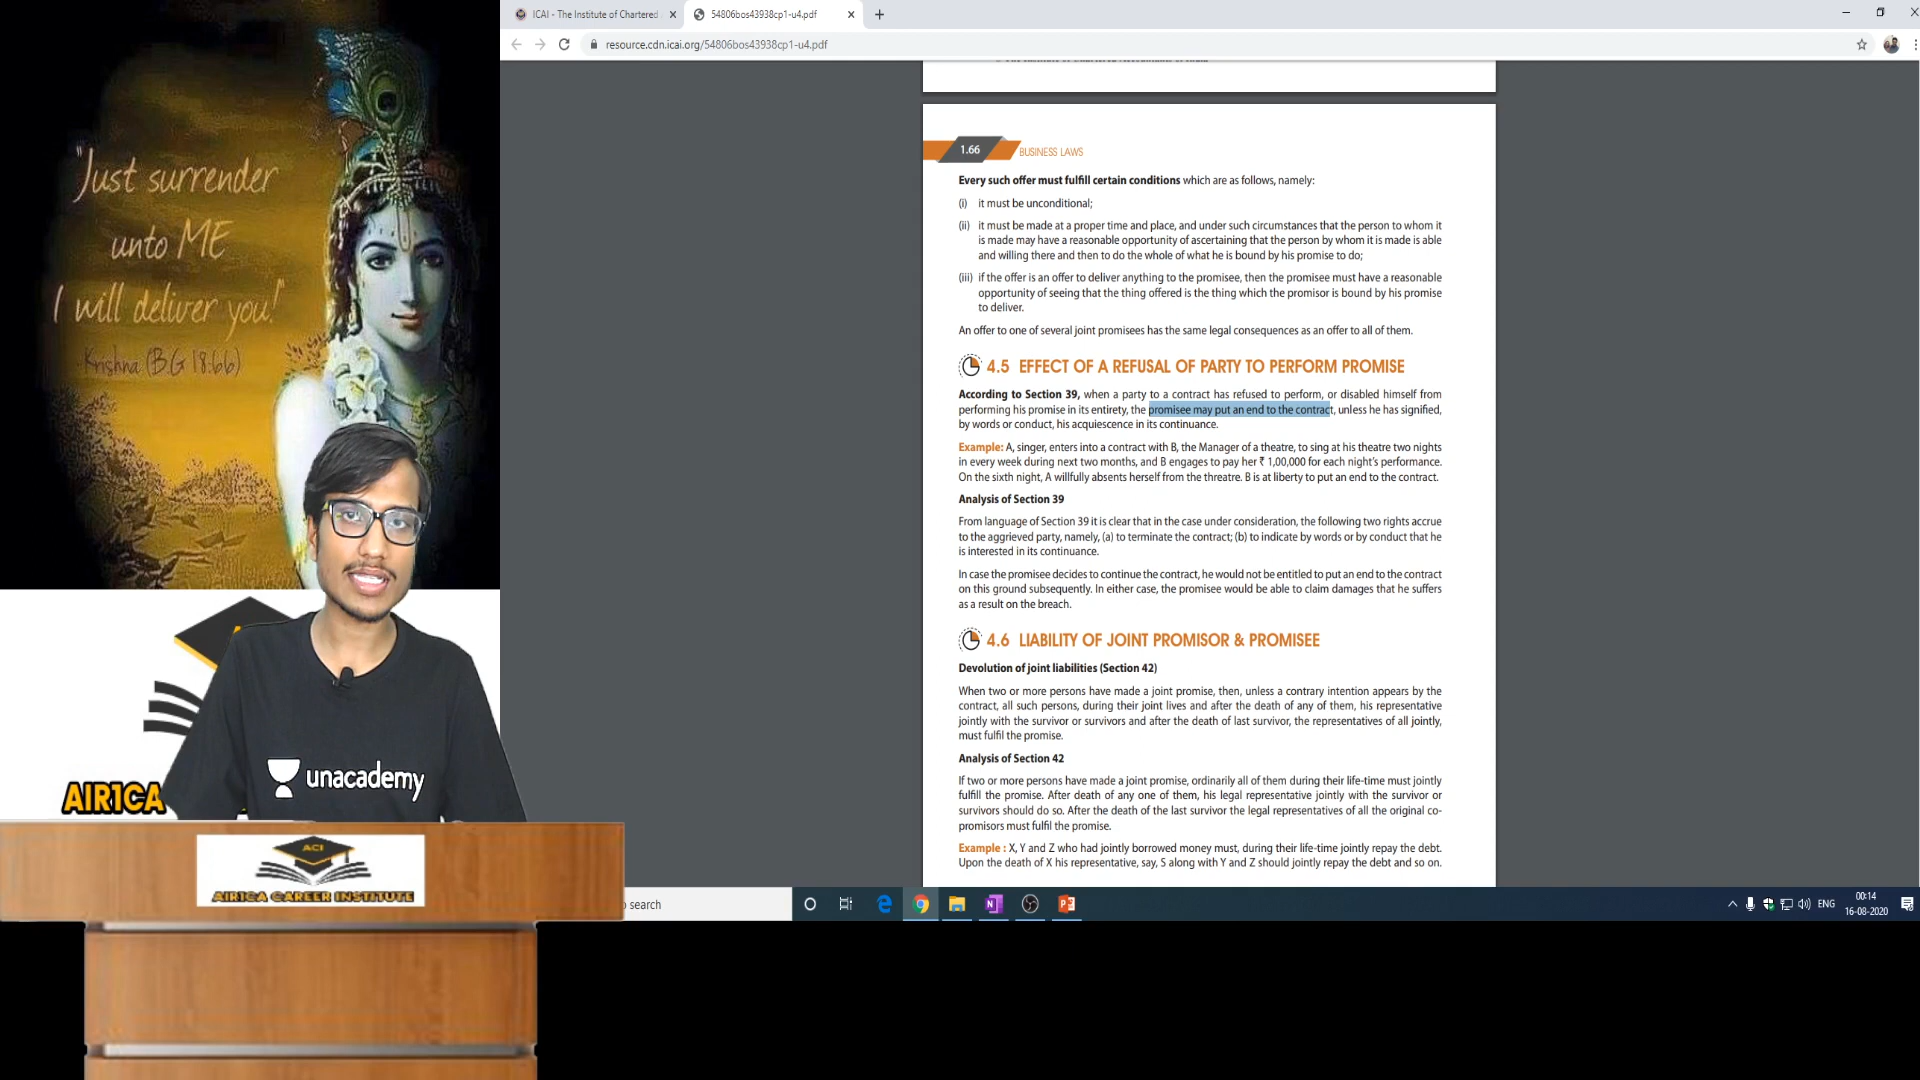 ICAI - The Institute of Chartered
54806bos43938cp1-u4.pdf
resource.cdn.icai.org/54806bos43938cp1-u4.pdf
"Just surrender
unto ME
I will deliver you!"
Krishna (B.G 18:66)
unacademy
AIR1CA
ACI
AIR1CA CAREER INSTITUTE
1.66 BUSINESS LAWS
Every such offer must fulfill certain conditions which are as follows, namely:
(i) it must be unconditional;
(ii) it must be made at a proper time and place, and under such circumstances that the person to whom it
is made may have a reasonable opportunity of ascertaining that the person by whom it is made is able
and willing there and then to do the whole of what he is bound by his promise to do;
(iii) if the offer is an offer to deliver anything to the promisee, then the promisee must have a reasonable
opportunity of seeing that the thing offered is the thing which the promisor is bound by his promise
to deliver.
An offer to one of several joint promisees has the same legal consequences as an offer to all of them.
4.5 EFFECT OF A REFUSAL OF PARTY TO PERFORM PROMISE
According to Section 39, when a party to a contract has refused to perform, or disabled himself from
performing his promise in its entirety, the promisee may put an end to the contract, unless he has signified,
by words or conduct, his acquiescence in its continuance.
Example: A, singer, enters into a contract with B, the Manager of a theatre, to sing at his theatre two nights
in every week during next two months, and B engages to pay her ₹ 1,00,000 for each night's performance.
On the sixth night, A willfully absents herself from the threatre. B is at liberty to put an end to the contract.
Analysis of Section 39
From language of Section 39 it is clear that in the case under consideration, the following two rights accrue
to the aggrieved party, namely, (a) to terminate the contract; (b) to indicate by words or by conduct that he
is interested in its continuance.
In case the promisee decides to continue the contract, he would not be entitled to put an end to the contract
on this ground subsequently. In either case, the promisee would be able to claim damages that he suffers
as a result on the breach.
4.6 LIABILITY OF JOINT PROMISOR & PROMISEE
Devolution of joint liabilities (Section 42)
When two or more persons have made a joint promise, then, unless a contrary intention appears by the
contract, all such persons, during their joint lives and after the death of any of them, his representative
jointly with the survivor or survivors and after the death of last survivor, the representatives of all jointly,
must fulfil the promise.
Analysis of Section 42
If two or more persons have made a joint promise, ordinarily all of them during their life-time must jointly
fulfill the promise. After death of any one of them, his legal representative jointly with the survivor or
survivors should do so. After the death of the last survivor the legal representatives of all the original co-
promisors must fulfil the promise.
Example : X, Y and Z who had jointly borrowed money must, during their life-time jointly repay the debt.
Upon the death of X his representative, say, S along with Y and Z should jointly repay the debt and so on.
search
ENG
00:14
16-08-2020